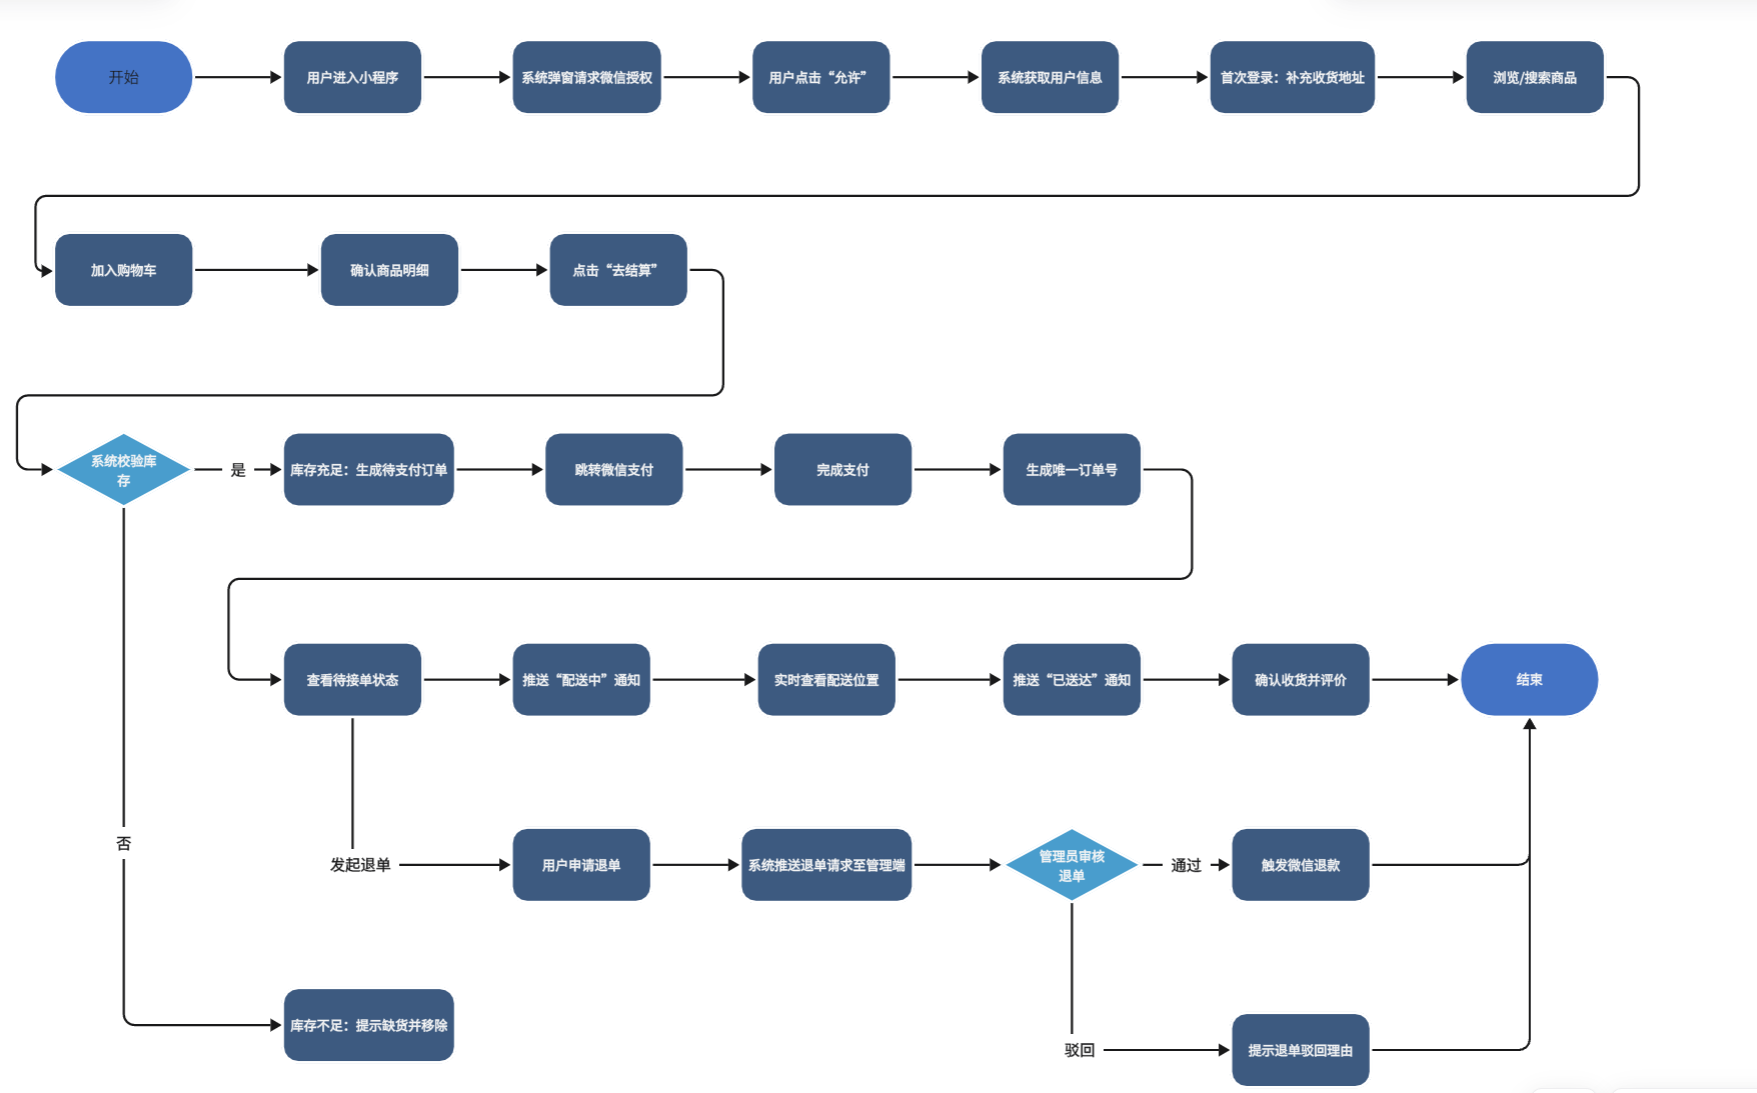 开始
用户进入小程序
系统弹窗请求微信授权
用户点击“允许”
系统获取用户信息
首次登录：补充收货地址
浏览/搜索商品
加入购物车
确认商品明细
点击“去结算”
系统校验库
存
是
库存充足：生成待支付订单
跳转微信支付
完成支付
生成唯一订单号
查看待接单状态
推送“配送中”通知
实时查看配送位置
推送“已送达”通知
确认收货并评价
结束
否
发起退单
用户申请退单
系统推送退单请求至管理端
管理员审核
退单
通过
触发微信退款
库存不足：提示缺货并移除
驳回
提示退单驳回理由